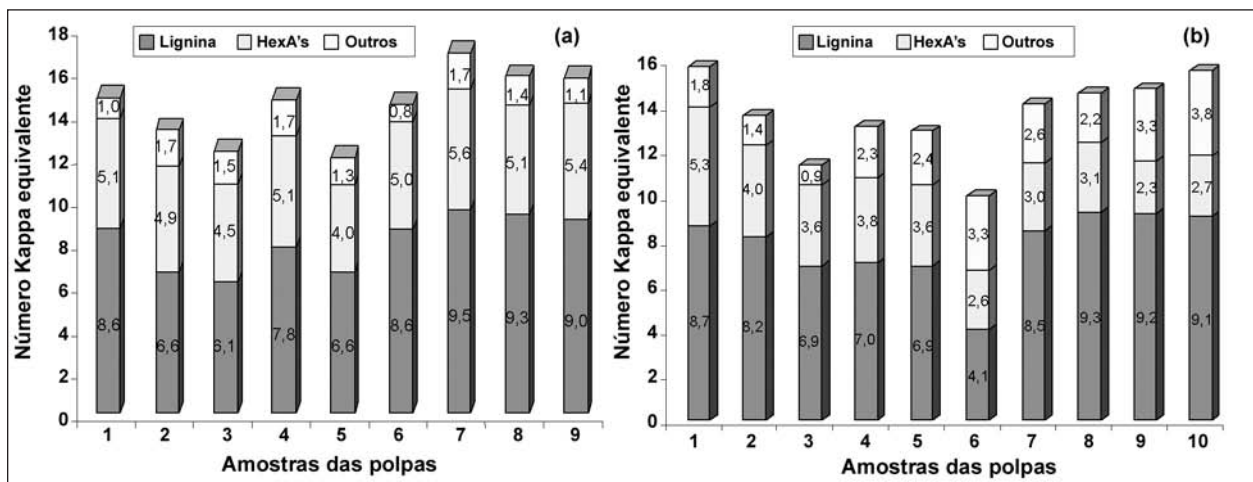 Número Kappa equivalente
18
16
14
12
10
8
6
4
2
0
Lignina HexA's Outros
(a)
1,0 1,7 1,5 1,7 1,3 0,8 1,7 1,4 1,1
5,1 4,9 4,5 5,1 4,0 5,0 5,6 5,1 5,4
8,6 6,6 6,1 7,8 6,6 8,6 9,5 9,3 9,0
1 2 3 4 5 6 7 8 9
Amostras das polpas
Número Kappa equivalente
16
14
12
10
8
6
4
2
0
Lignina HexA's Outros
(b)
1,8 1,4 0,9 2,3 2,4 3,3 2,6 2,2 3,3 3,8
5,3 4,0 3,6 3,8 3,6 2,6 3,0 3,1 2,3 2,7
8,7 8,2 6,9 7,0 6,9 4,1 8,5 9,3 9,2 9,1
1 2 3 4 5 6 7 8 9 10
Amostras das polpas